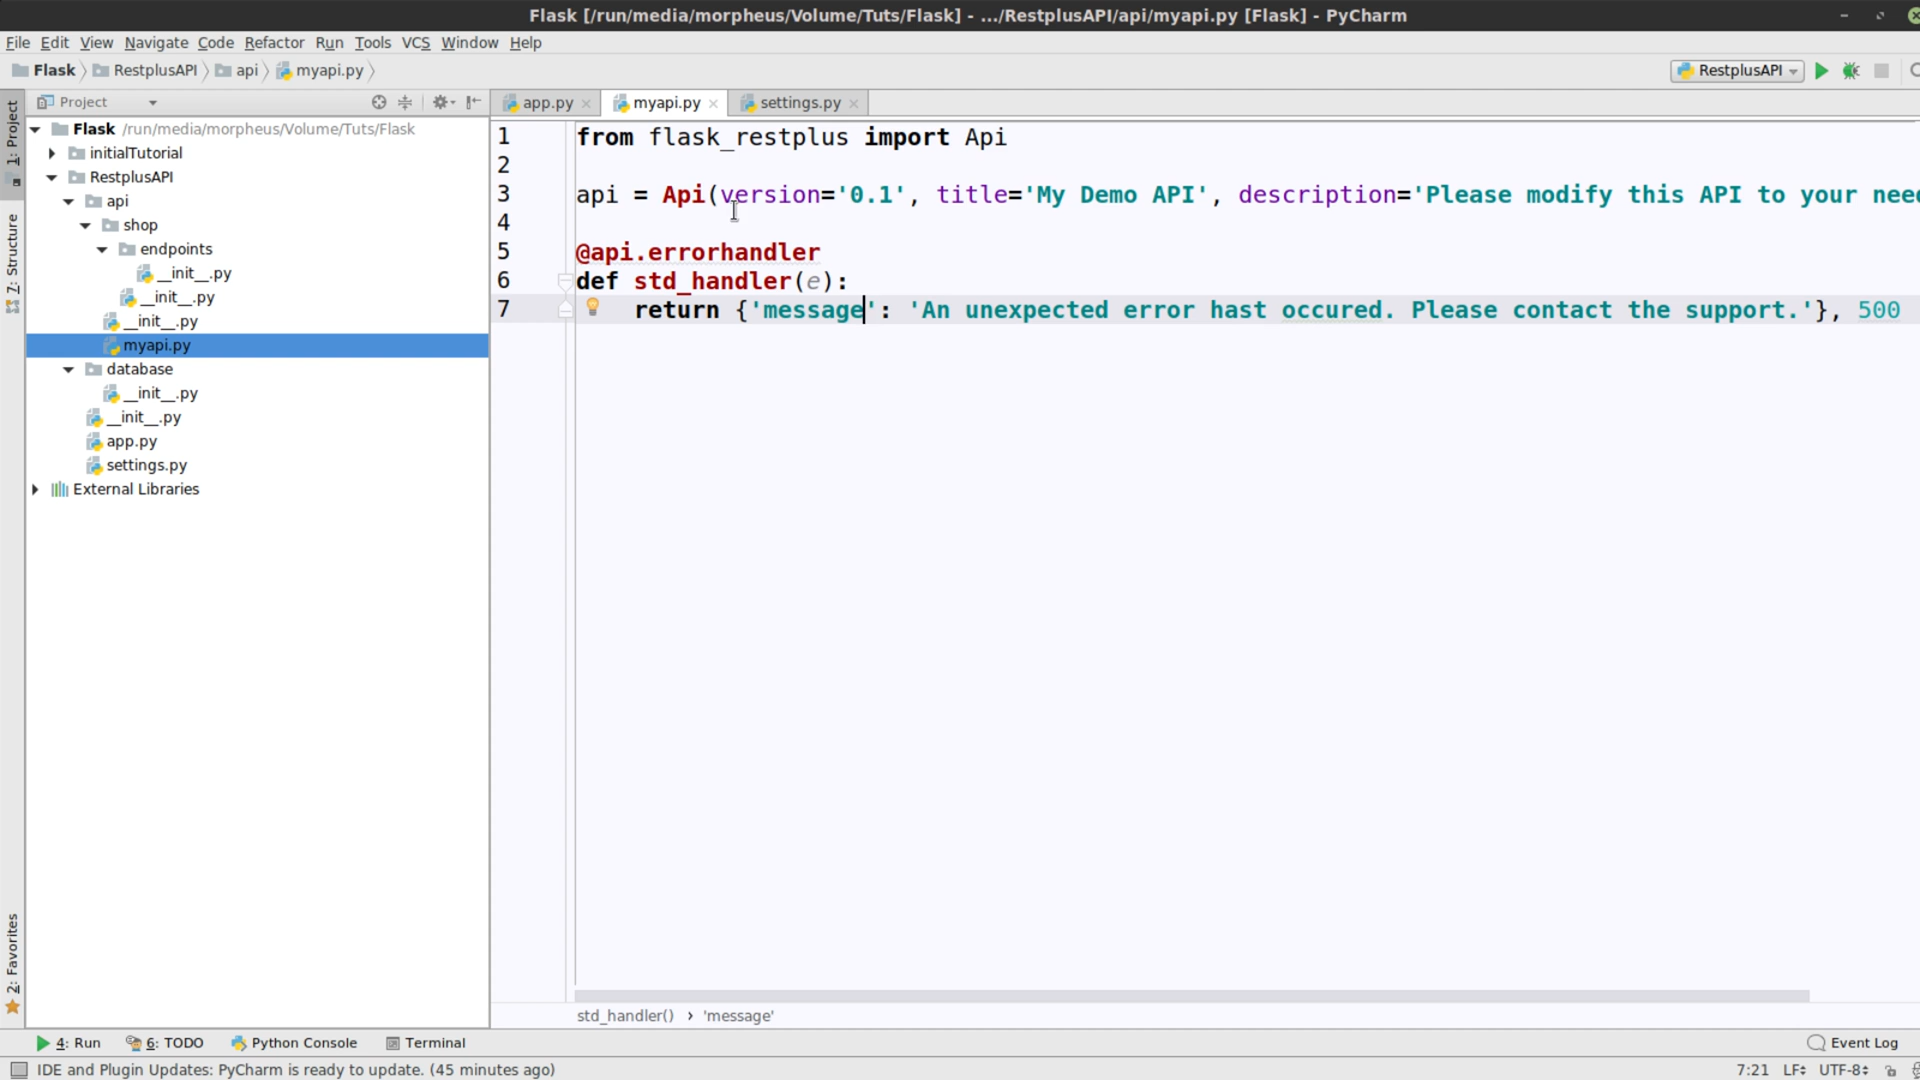 Flask [/run/media/morpheus/Volume/Tuts/Flask] - .../RestplusAPI/api/myapi.py [Flask] - PyCharm
File Edit View Navigate Code Refactor Run Tools VCS Window Help
Flask RestplusAPI api myapi.py
RestplusAPI
1: Project
7: Structure
2: Favorites
Project
Flask /run/media/morpheus/Volume/Tuts/Flask
initialTutorial
RestplusAPI
api
shop
endpoints
__init__.py
__init__.py
__init__.py
myapi.py
database
__init__.py
__init__.py
app.py
settings.py
External Libraries
app.py myapi.py settings.py
1 from flask_restplus import Api
2
3 api = Api(version='0.1', title='My Demo API', description='Please modify this API to your need
4
5 @api.errorhandler
6 def std_handler(e):
7 return {'message': 'An unexpected error hast occured. Please contact the support.'}, 500
std_handler() › 'message'
4: Run 6: TODO Python Console Terminal Event Log
IDE and Plugin Updates: PyCharm is ready to update. (45 minutes ago) 7:21 LF UTF-8